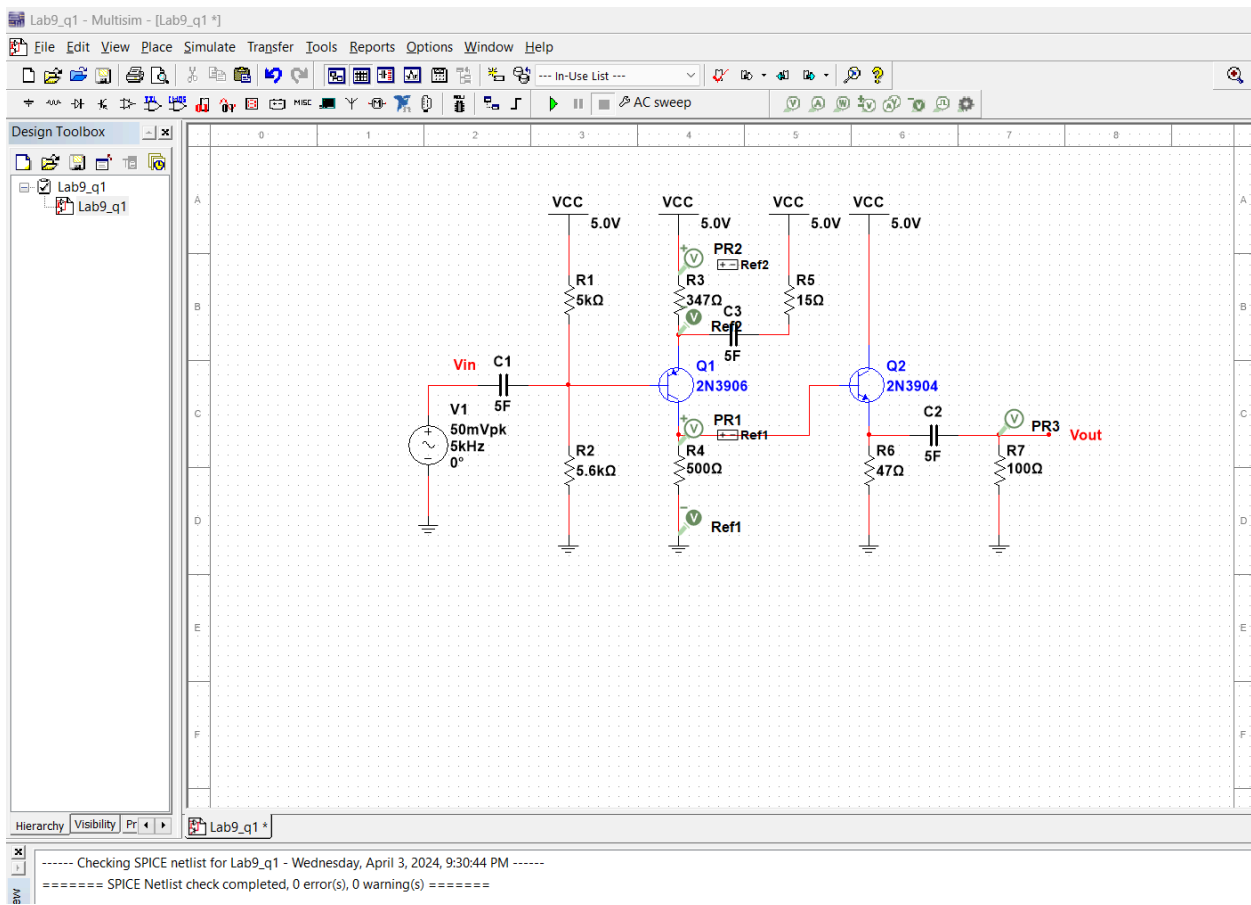 Lab9_q1 - Multisim - [Lab9_q1 *]
File Edit View Place Simulate Transfer Tools Reports Options Window Help
--- In-Use List ---
MISC
AC sweep
V A W V V V
Design Toolbox
Lab9_q1
Lab9_q1
0 1 2 3 4 5 6 7 8
A A
VCC VCC VCC VCC
5.0V 5.0V 5.0V 5.0V
PR2
V
+ - Ref2
R1 R3 R5
B B
5kΩ 347Ω 15Ω
C3
V Ref2
5F
Vin C1 Q1 Q2
2N3906 2N3904
5F
V1
C C
50mVpk
5kHz
0°
PR1
V + - Ref1
C2
5F
V PR3 Vout
R2 R4 R6 R7
5.6kΩ 500Ω 47Ω 100Ω
D D
V Ref1
E E
F F
Hierarchy Visibility Pr
Lab9_q1 *
------ Checking SPICE netlist for Lab9_q1 - Wednesday, April 3, 2024, 9:30:44 PM ------
======= SPICE Netlist check completed, 0 error(s), 0 warning(s) =======